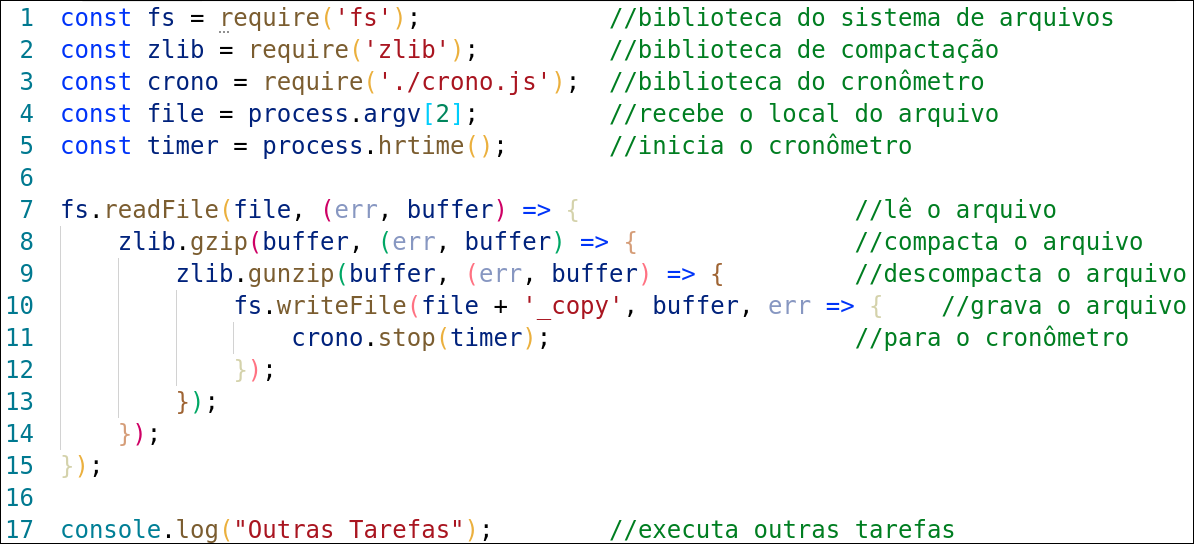 1 const fs = require('fs');             //biblioteca do sistema de arquivos
2 const zlib = require('zlib');         //biblioteca de compactação
3 const crono = require('./crono.js');  //biblioteca do cronômetro
4 const file = process.argv[2];         //recebe o local do arquivo
5 const timer = process.hrtime();       //inicia o cronômetro
6
7 fs.readFile(file, (err, buffer) => {                   //lê o arquivo
8     zlib.gzip(buffer, (err, buffer) => {               //compacta o arquivo
9         zlib.gunzip(buffer, (err, buffer) => {         //descompacta o arquivo
10             fs.writeFile(file + '_copy', buffer, err => {    //grava o arquivo
11                 crono.stop(timer);                     //para o cronômetro
12             });
13         });
14     });
15 });
16
17 console.log("Outras Tarefas");        //executa outras tarefas